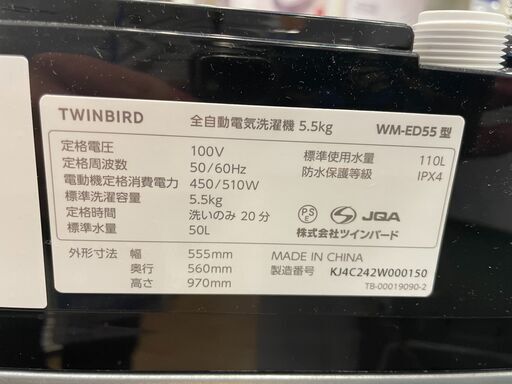 TWINBIRD 全自動電気洗濯機 5.5kg WM-ED55 型
定格電圧 100V
定格周波数 50/60Hz
電動機定格消費電力 450/510W
標準洗濯容量 5.5kg
定格時間 洗いのみ 20 分
標準水量 50L
標準使用水量 110L
防水保護等級 IPX4
PSE JQA
株式会社ツインバード
外形寸法 幅 555mm
奥行 560mm
高さ 970mm
MADE IN CHINA
製造番号 KJ4C242W000150
TB-00019090-2